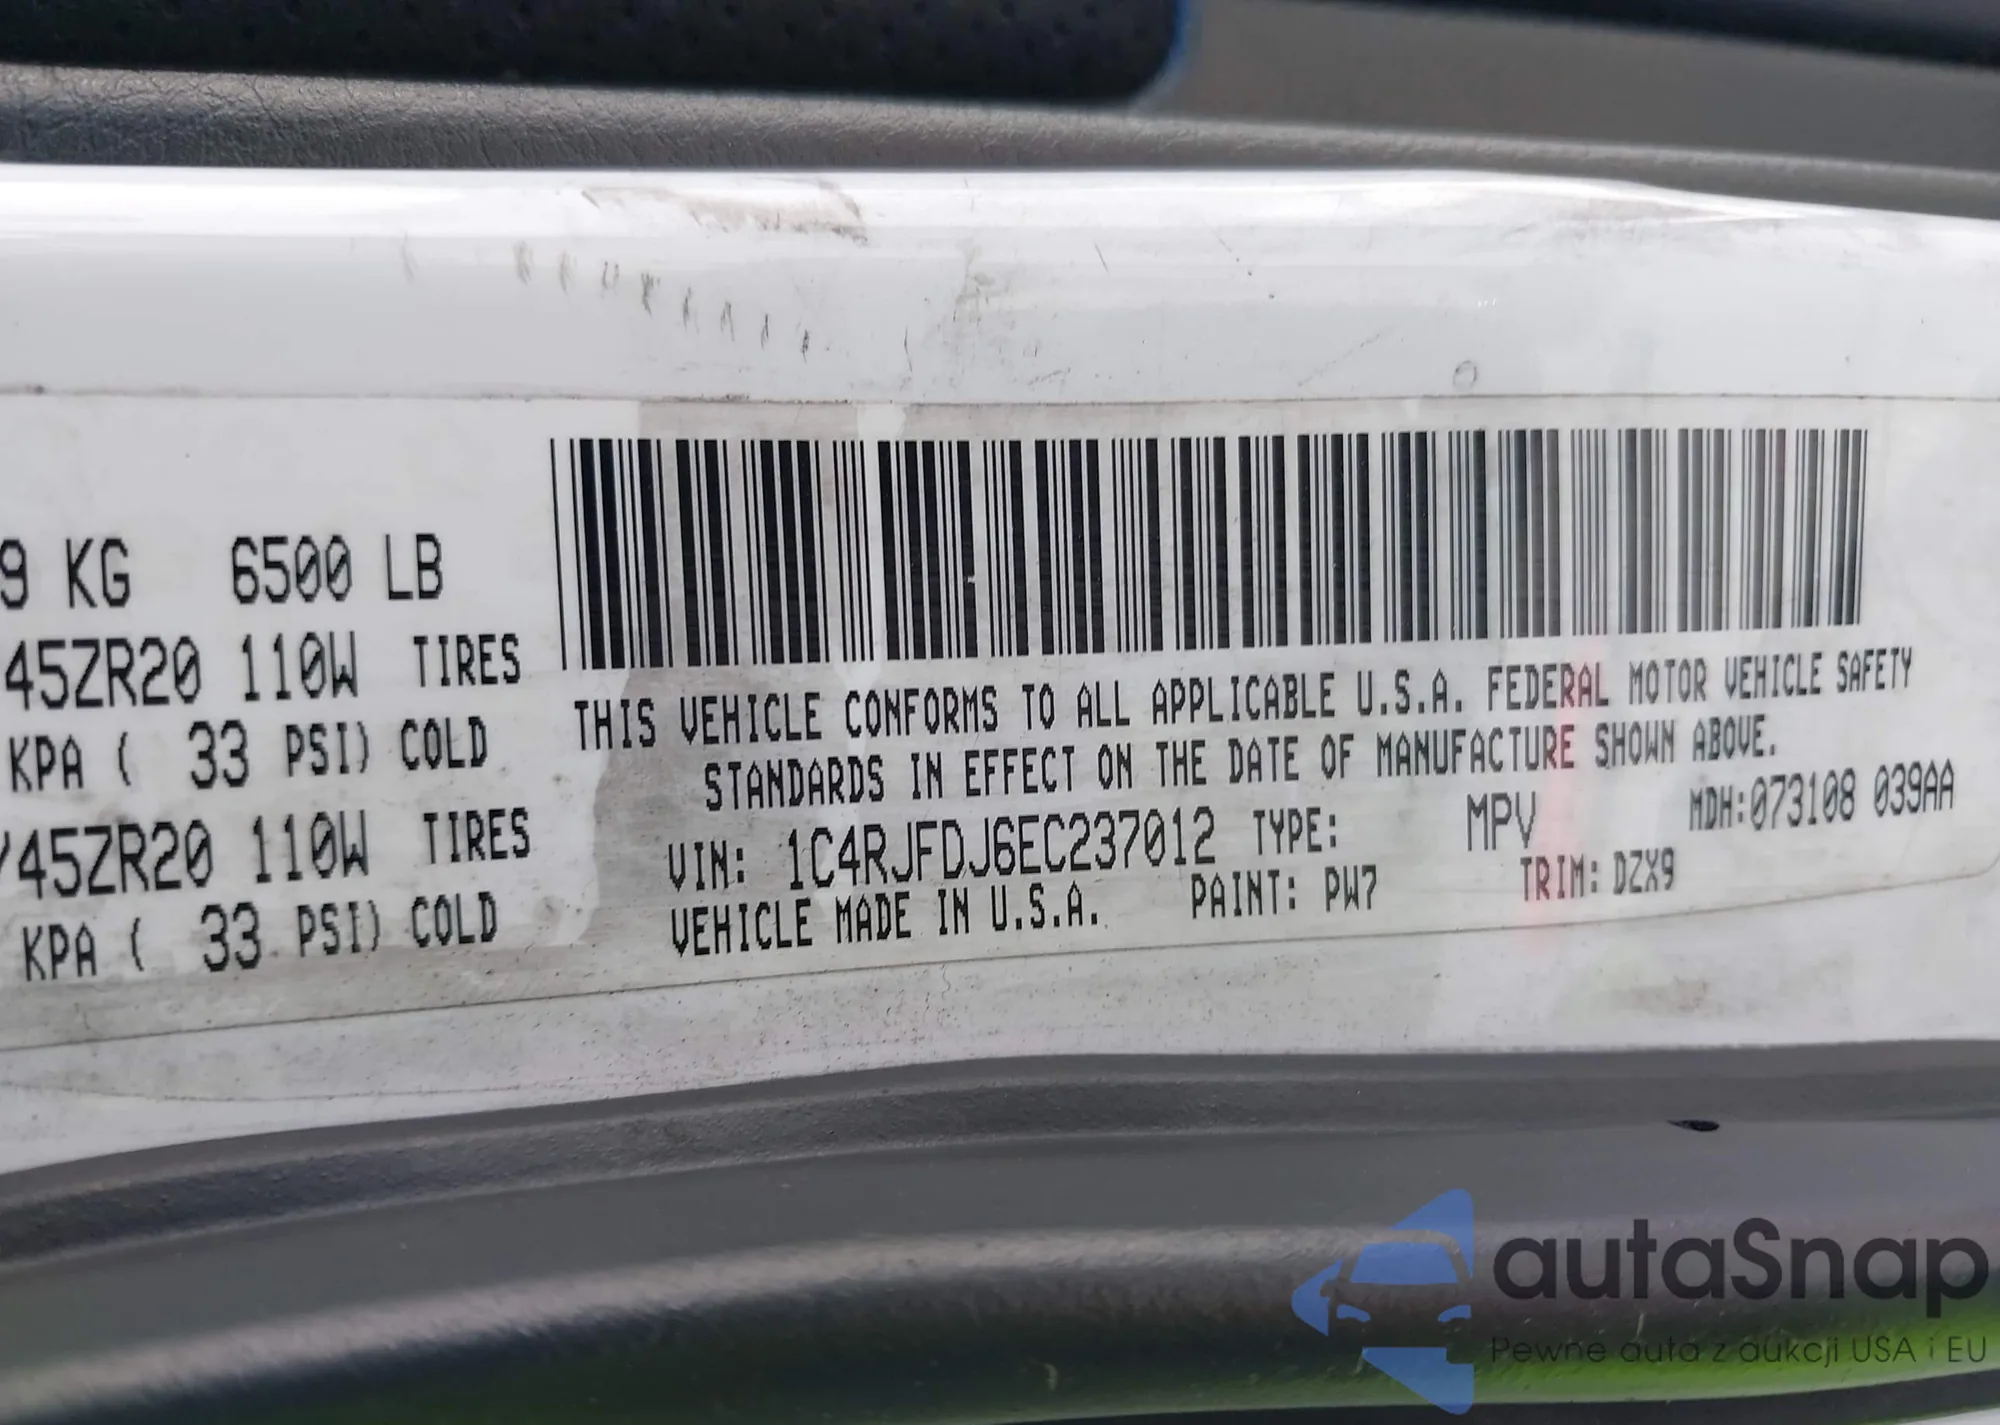 9 KG 6500 LB
45ZR20 110W TIRES
KPA ( 33 PSI) COLD
/45ZR20 110W TIRES
KPA ( 33 PSI) COLD
THIS VEHICLE CONFORMS TO ALL APPLICABLE U.S.A. FEDERAL MOTOR VEHICLE SAFETY
STANDARDS IN EFFECT ON THE DATE OF MANUFACTURE SHOWN ABOVE.
VIN: 1C4RJFDJ6EC237012 TYPE: MPV MDH:073108 039AA
VEHICLE MADE IN U.S.A. PAINT: PW7 TRIM: DZX9
autaSnap
Pewne auta z aukcji USA i EU